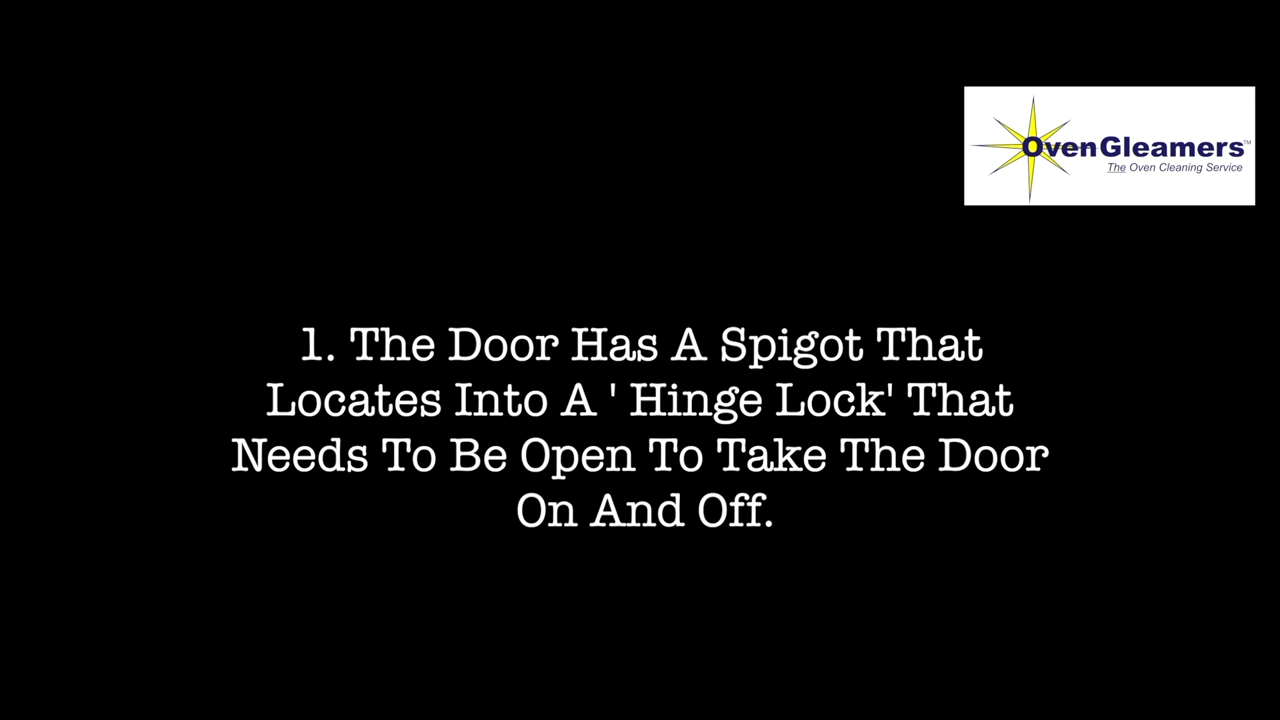 OvenGleamers™
The Oven Cleaning Service
1. The Door Has A Spigot That
Locates Into A ' Hinge Lock' That
Needs To Be Open To Take The Door
On And Off.